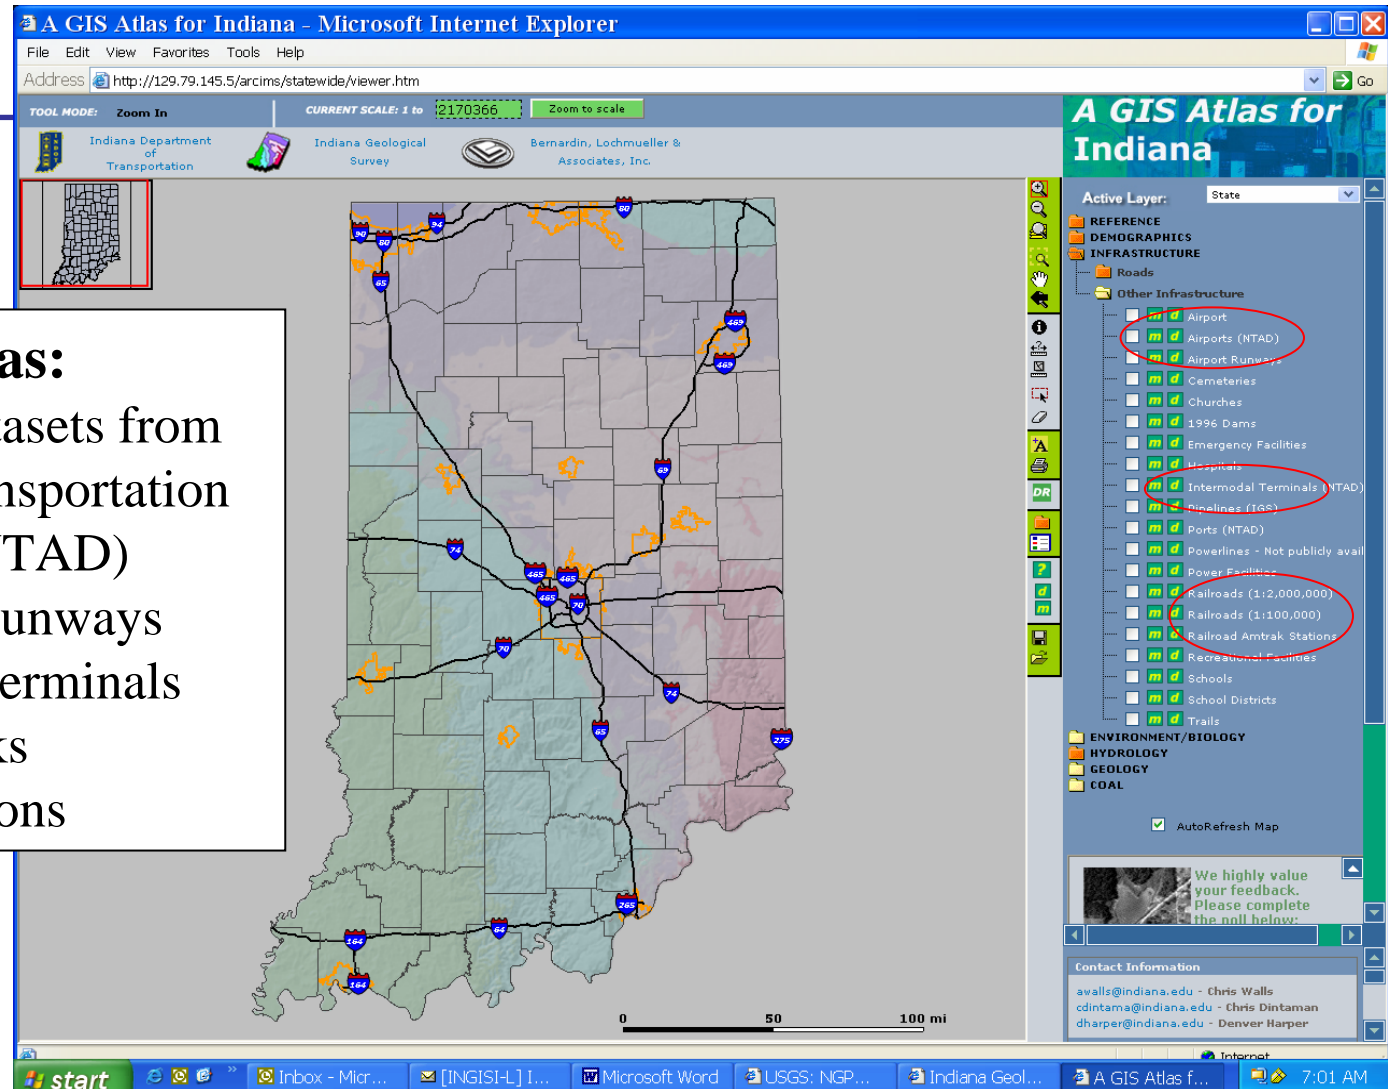 A GIS Atlas for Indiana - Microsoft Internet Explorer
File Edit View Favorites Tools Help
Address http://129.79.145.5/arcims/statewide/viewer.htm Go
TOOL MODE: Zoom In
CURRENT SCALE: 1 to 2170366 Zoom to scale
Indiana Department
of
Transportation
Indiana Geological
Survey
Bernardin, Lochmueller &
Associates, Inc.
A GIS Atlas for
Indiana
Active Layer: State
REFERENCE
DEMOGRAPHICS
INFRASTRUCTURE
Roads
Other Infrastructure
m d Airport
m d Airports (NTAD)
m d Airport Runways
m d Cemeteries
m d Churches
m d 1996 Dams
m d Emergency Facilities
m d Hospitals
m d Intermodal Terminals (NTAD)
m d Pipelines (IGS)
m d Ports (NTAD)
m d Powerlines - Not publicly avail
m d Power Facilities
m d Railroads (1:2,000,000)
m d Railroads (1:100,000)
m d Railroad Amtrak Stations
m d Recreational Facilities
m d Schools
m d School Districts
m d Trails
ENVIRONMENT/BIOLOGY
HYDROLOGY
GEOLOGY
COAL
AutoRefresh Map
We highly value
your feedback.
Please complete
the poll below:
Contact Information
awalls@indiana.edu - Chris Walls
cdintama@indiana.edu - Chris Dintaman
dharper@indiana.edu - Denver Harper
as:
tasets from
nsportation
NTAD)
unways
erminals
ks
ons
90
80
94
80
65
469
469
69
74
465
465
465
70
70
74
65
275
265
64
164
164
0 50 100 mi
A
DR
?
d
m
Internet
start
Inbox - Micr...
[INGISI-L] I...
Microsoft Word
USGS: NGP...
Indiana Geol...
A GIS Atlas f...
7:01 AM